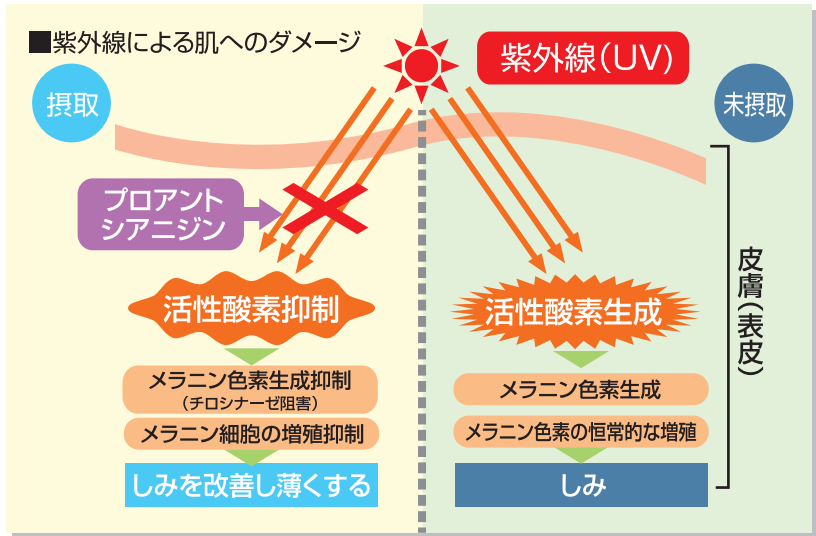 ■紫外線による肌へのダメージ
紫外線(UV)
摂取
未摂取
プロアント
シアニジン
活性酸素抑制
メラニン色素生成抑制
(チロシナーゼ阻害)
メラニン細胞の増殖抑制
しみを改善し薄くする
活性酸素生成
メラニン色素生成
メラニン色素の恒常的な増殖
しみ
皮膚(表皮)